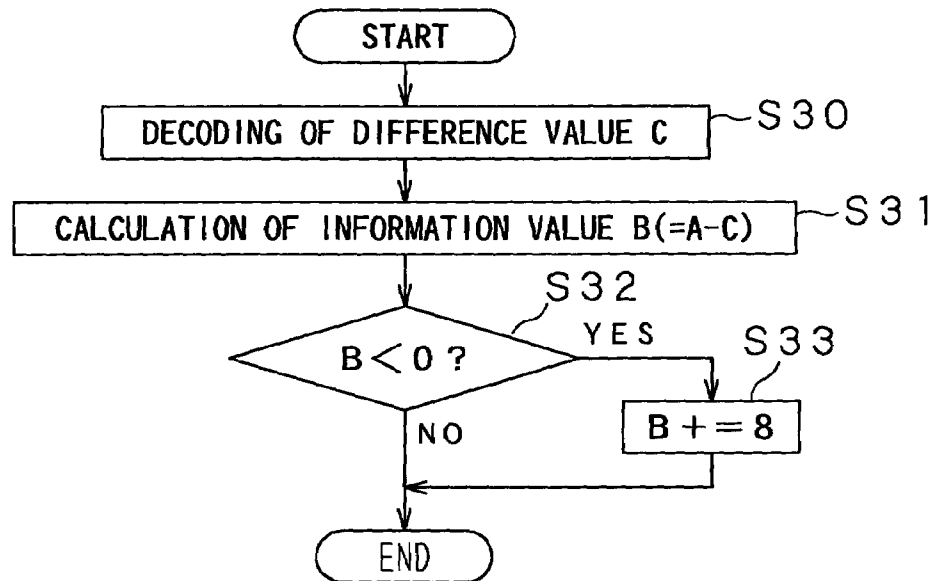 START
DECODING OF DIFFERENCE VALUE C
S30
CALCULATION OF INFORMATION VALUE B(=A-C)
S31
S32
B<0?
YES
S33
B+=8
NO
END